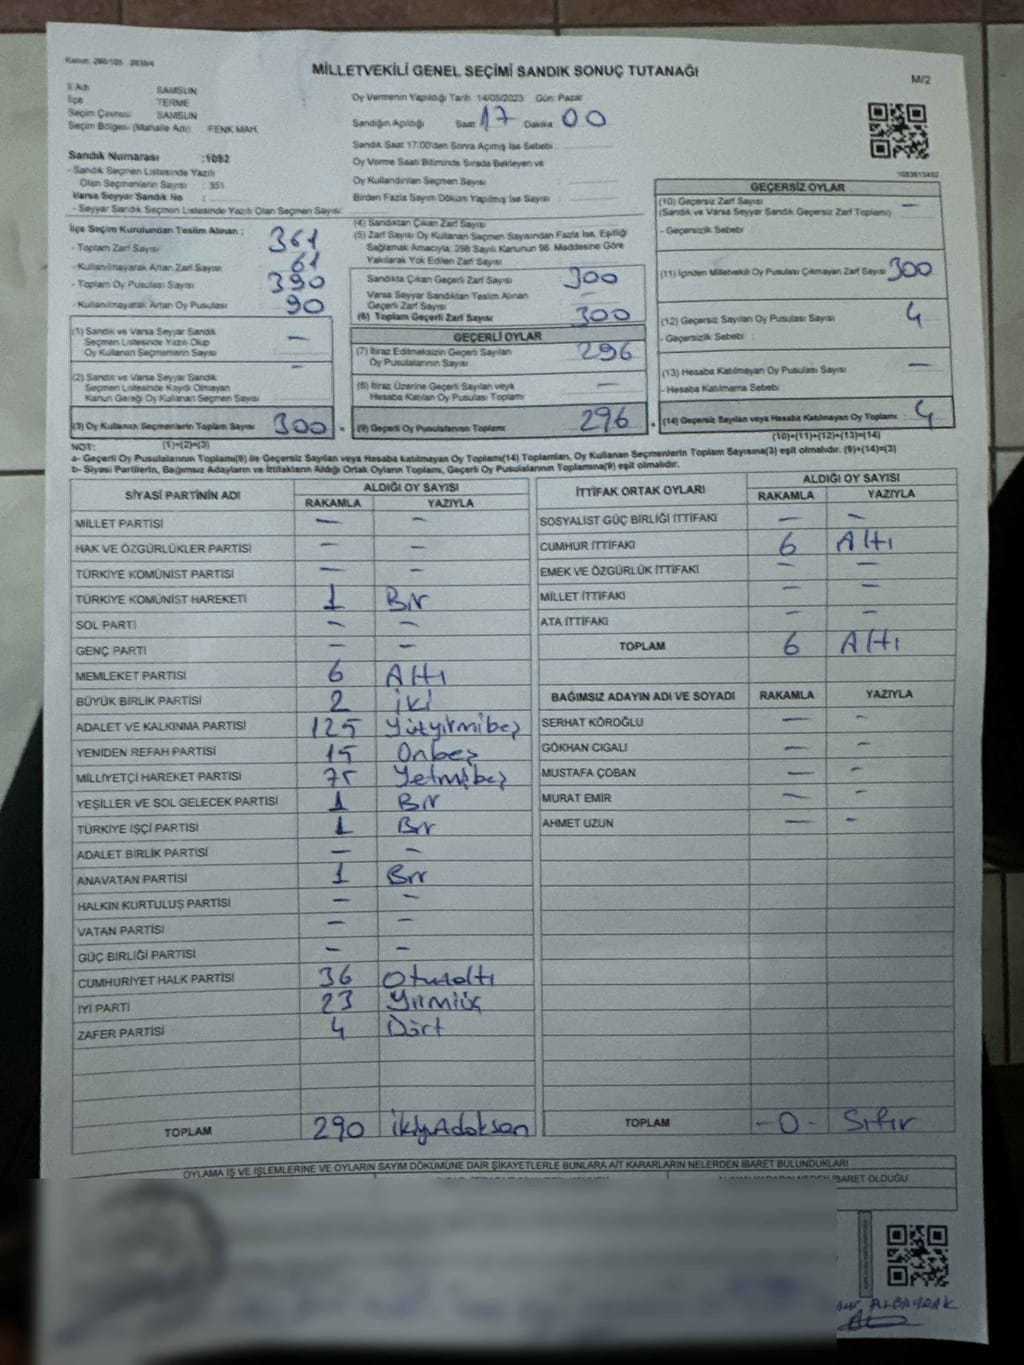 MİLLETVEKİLİ GENEL SEÇİMİ SANDIK SONUÇ TUTANAĞI
M/2
İl Adı SAMSUN
İlçe TERME
Seçim Çevresi SAMSUN
Seçim Bölgesi (Mahalle Adı) : FENK MAH.
Sandık Numarası :1092
- Sandık Seçmen Listesinde Yazılı
Olan Seçmenlerin Sayısı : 351
Varsa Seyyar Sandık No :
- Seyyar Sandık Seçmen Listesinde Yazılı Olan Seçmen Sayısı:
Oy Vermenin Yapıldığı Tarih 14/05/2023 Gün: Pazar
Sandığın Açıldığı Saat 17 Dakika 00
Sandık Saat 17:00'den Sonra Açılmış İse Sebebi :
Oy Verme Saati Bitiminde Sırada Bekleyen ve
Oy Kullandırılan Seçmen Sayısı
Birden Fazla Sayım Döküm Yapılmış İse Sayısı :
İlçe Seçim Kurulundan Teslim Alınan :
- Toplam Zarf Sayısı 361
- Kullanılmayarak Artan Zarf Sayısı 61
- Toplam Oy Pusulası Sayısı 390
- Kullanılmayarak Artan Oy Pusulası 90
(1) Sandık ve Varsa Seyyar Sandık
Seçmen Listesinde Yazılı Olup
Oy Kullanan Seçmenlerin Sayısı : —
(2) Sandık ve Varsa Seyyar Sandık
Seçmen Listesinde Kayıtlı Olmayan
Kanun Gereği Oy Kullanan Seçmen Sayısı —
(3) Oy Kullanan Seçmenlerin Toplam Sayısı 300
(1)+(2)=(3)
(4) Sandıktan Çıkan Zarf Sayısı
(5) Zarf Sayısı Oy Kullanan Seçmen Sayısından Fazla İse, Eşitliği
Sağlamak Amacıyla; 298 Sayılı Kanunun 98. Maddesine Göre
Yakılarak Yok Edilen Zarf Sayısı
Sandıkta Çıkan Geçerli Zarf Sayısı 300
Varsa Seyyar Sandıktan Teslim Alınan
Geçerli Zarf Sayısı —
(6) Toplam Geçerli Zarf Sayısı 300
GEÇERLİ OYLAR
(7) İtiraz Edilmeksizin Geçerli Sayılan
Oy Pusulalarının Sayısı 296
(8) İtiraz Üzerine Geçerli Sayılan veya
Hesaba Katılan Oy Pusulası Toplamı —
(9) Geçerli Oy Pusulalarının Toplamı 296
GEÇERSİZ OYLAR
(10) Geçersiz Zarf Sayısı —
(Sandık ve Varsa Seyyar Sandık Geçersiz Zarf Toplamı)
- Geçersizlik Sebebi
(11) İçinden Milletvekili Oy Pusulası Çıkmayan Zarf Sayısı 300
(12) Geçersiz Sayılan Oy Pusulası Sayısı 4
- Geçersizlik Sebebi :
(13) Hesaba Katılmayan Oy Pusulası Sayısı —
- Hesaba Katılmama Sebebi
(14) Geçersiz Sayılan veya Hesaba Katılmayan Oy Toplamı : 4
(10)+(11)+(12)+(13)=(14)
NOT:
a- Geçerli Oy Pusulalarının Toplamı(9) ile Geçersiz Sayılan veya Hesaba katılmayan Oy Toplamı(14) Toplamları, Oy Kullanan Seçmenlerin Toplam Sayısına(3) eşit olmalıdır. (9)+(14)=(3)
b- Siyasi Partilerin, Bağımsız Adayların ve İttifakların Aldığı Ortak Oyların Toplamı, Geçerli Oy Pusulalarının Toplamına(9) eşit olmalıdır.
SİYASİ PARTİNİN ADI ALDIĞI OY SAYISI
RAKAMLA YAZIYLA
MİLLET PARTİSİ — —
HAK VE ÖZGÜRLÜKLER PARTİSİ — —
TÜRKİYE KOMÜNİST PARTİSİ — —
TÜRKİYE KOMÜNİST HAREKETİ 1 Bir
SOL PARTİ — —
GENÇ PARTİ — —
MEMLEKET PARTİSİ 6 Altı
BÜYÜK BİRLİK PARTİSİ 2 iki
ADALET VE KALKINMA PARTİSİ 125 Yüzyirmibeş
YENİDEN REFAH PARTİSİ 15 Onbeş
MİLLİYETÇİ HAREKET PARTİSİ 75 Yetmişbeş
YEŞİLLER VE SOL GELECEK PARTİSİ 1 Bir
TÜRKİYE İŞÇİ PARTİSİ 1 Bir
ADALET BİRLİK PARTİSİ — —
ANAVATAN PARTİSİ 1 Bir
HALKIN KURTULUŞ PARTİSİ — —
VATAN PARTİSİ — —
GÜÇ BİRLİĞİ PARTİSİ — —
CUMHURİYET HALK PARTİSİ 36 Otuzaltı
İYİ PARTİ 23 Yirmiüç
ZAFER PARTİSİ 4 Dört
TOPLAM 290 ikiyüzdoksan
İTTİFAK ORTAK OYLARI ALDIĞI OY SAYISI
RAKAMLA YAZIYLA
SOSYALİST GÜÇ BİRLİĞİ İTTİFAKI — —
CUMHUR İTTİFAKI 6 Altı
EMEK VE ÖZGÜRLÜK İTTİFAKI — —
MİLLET İTTİFAKI — —
ATA İTTİFAKI — —
TOPLAM 6 Altı
BAĞIMSIZ ADAYIN ADI VE SOYADI RAKAMLA YAZIYLA
SERHAT KÖROĞLU — —
GÖKHAN CIGALI — —
MUSTAFA ÇOBAN — —
MURAT EMİR — —
AHMET UZUN — —
TOPLAM -0- Sıfır
OYLAMA İŞ VE İŞLEMLERİNE VE OYLARIN SAYIM DÖKÜMÜNE DAİR ŞİKAYETLERLE BUNLARA AİT KARARLARIN NELERDEN İBARET BULUNDUKLARI
İBARET OLDUĞU
ALBAYRAK